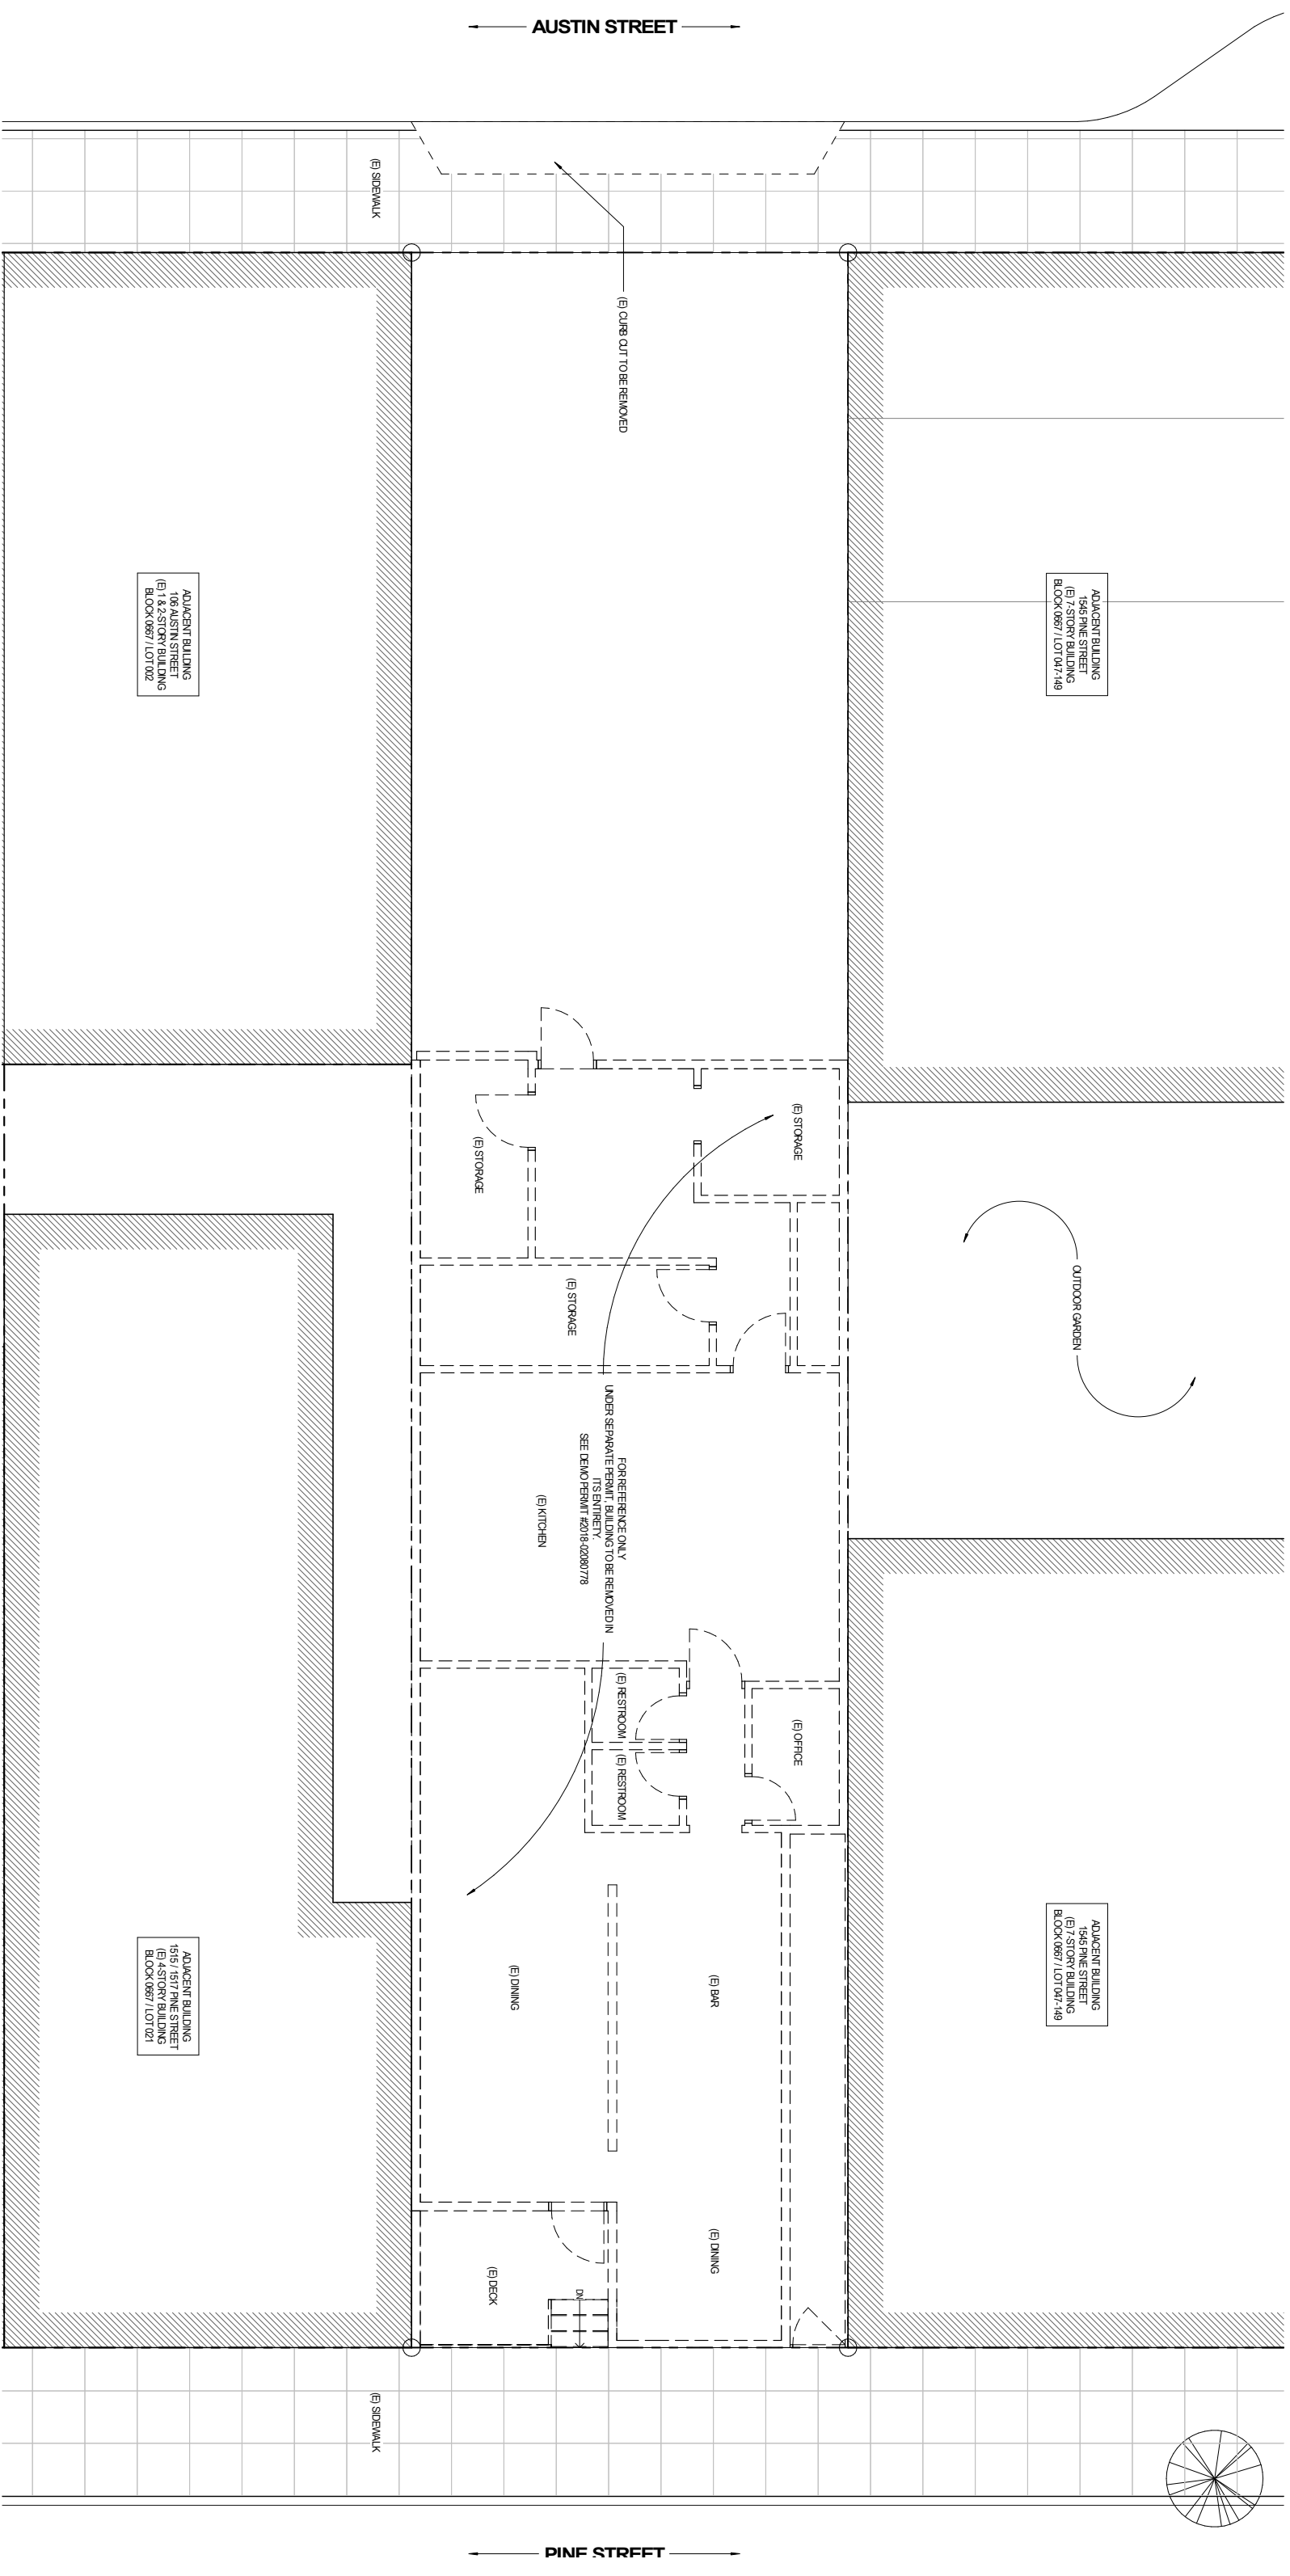 AUSTIN STREET
(E) SIDEWALK
(E) CURB CUT TO BE REMOVED
ADJACENT BUILDING
106 AUSTIN STREET
(E) 1 & 2-STORY BUILDING
BLOCK 0667 / LOT 002
ADJACENT BUILDING
1545 PINE STREET
(E) 7-STORY BUILDING
BLOCK 0667 / LOT 047-149
(E) STORAGE
(E) STORAGE
(E) STORAGE
OUTDOOR GARDEN
FOR REFERENCE ONLY
UNDER SEPARATE PERMIT, BUILDING TO BE REMOVED IN
ITS ENTIRETY.
SEE DEMO PERMIT #2018-02080778
(E) KITCHEN
(E) RESTROOM
(E) RESTROOM
(E) OFFICE
ADJACENT BUILDING
1515 / 1517 PINE STREET
(E) 4-STORY BUILDING
BLOCK 0667 / LOT 021
(E) DINING
(E) BAR
ADJACENT BUILDING
1545 PINE STREET
(E) 7-STORY BUILDING
BLOCK 0667 / LOT 047-149
(E) DINING
(E) DECK
DN
(E) SIDEWALK
PINE STREET